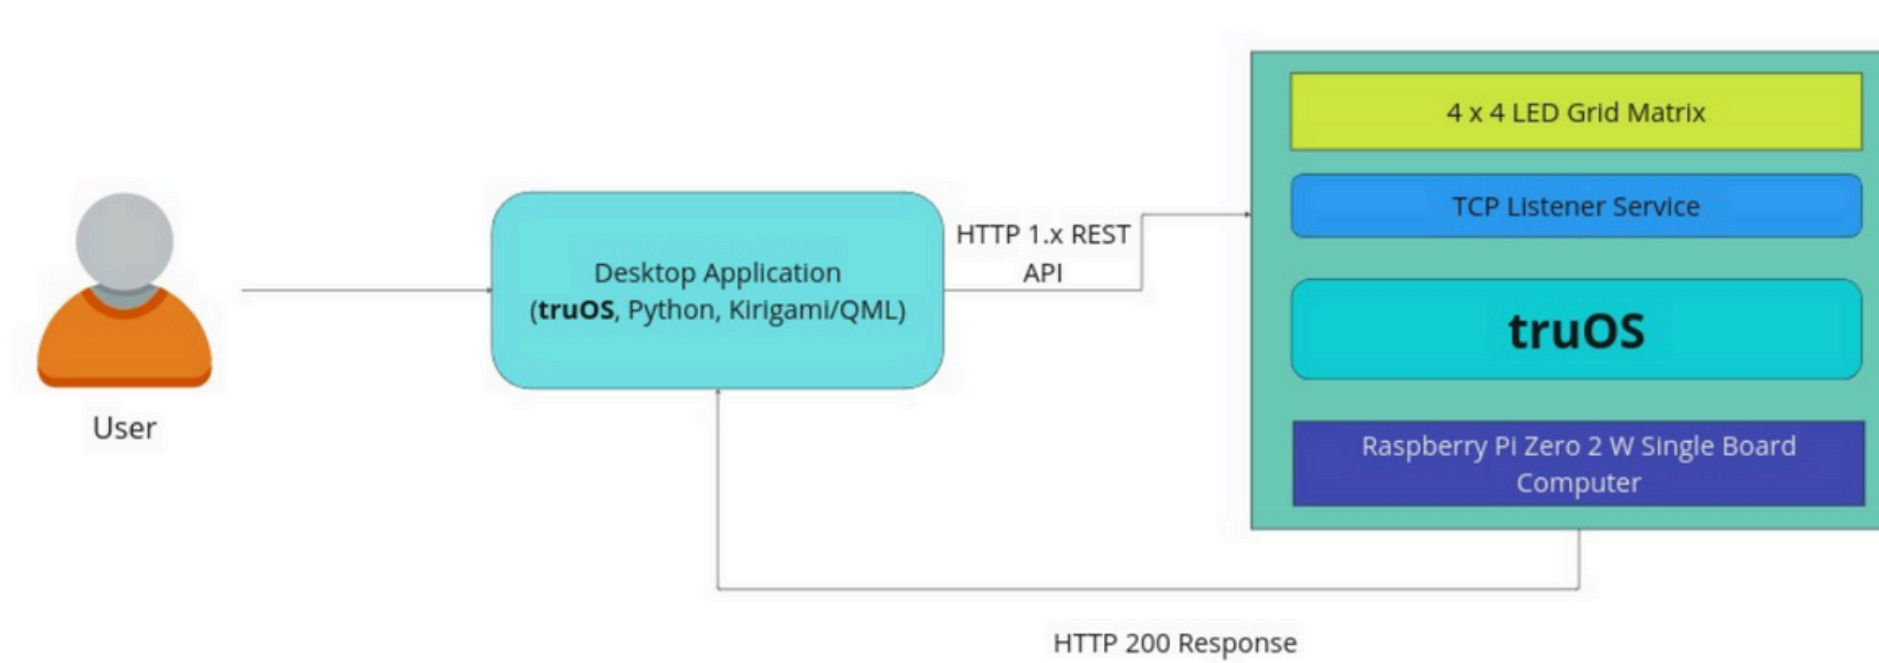 User
Desktop Application
(truOS, Python, Kirigami/QML)
HTTP 1.x REST
API
4 x 4 LED Grid Matrix
TCP Listener Service
truOS
Raspberry Pi Zero 2 W Single Board
Computer
HTTP 200 Response